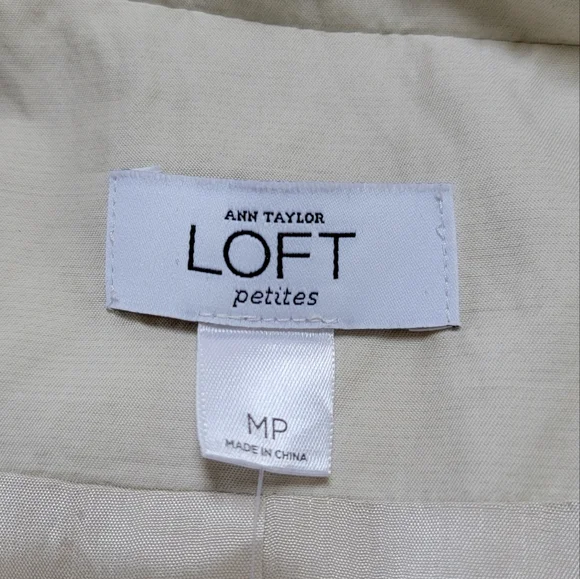 ANN TAYLOR
LOFT
petites
MP
MADE IN CHINA